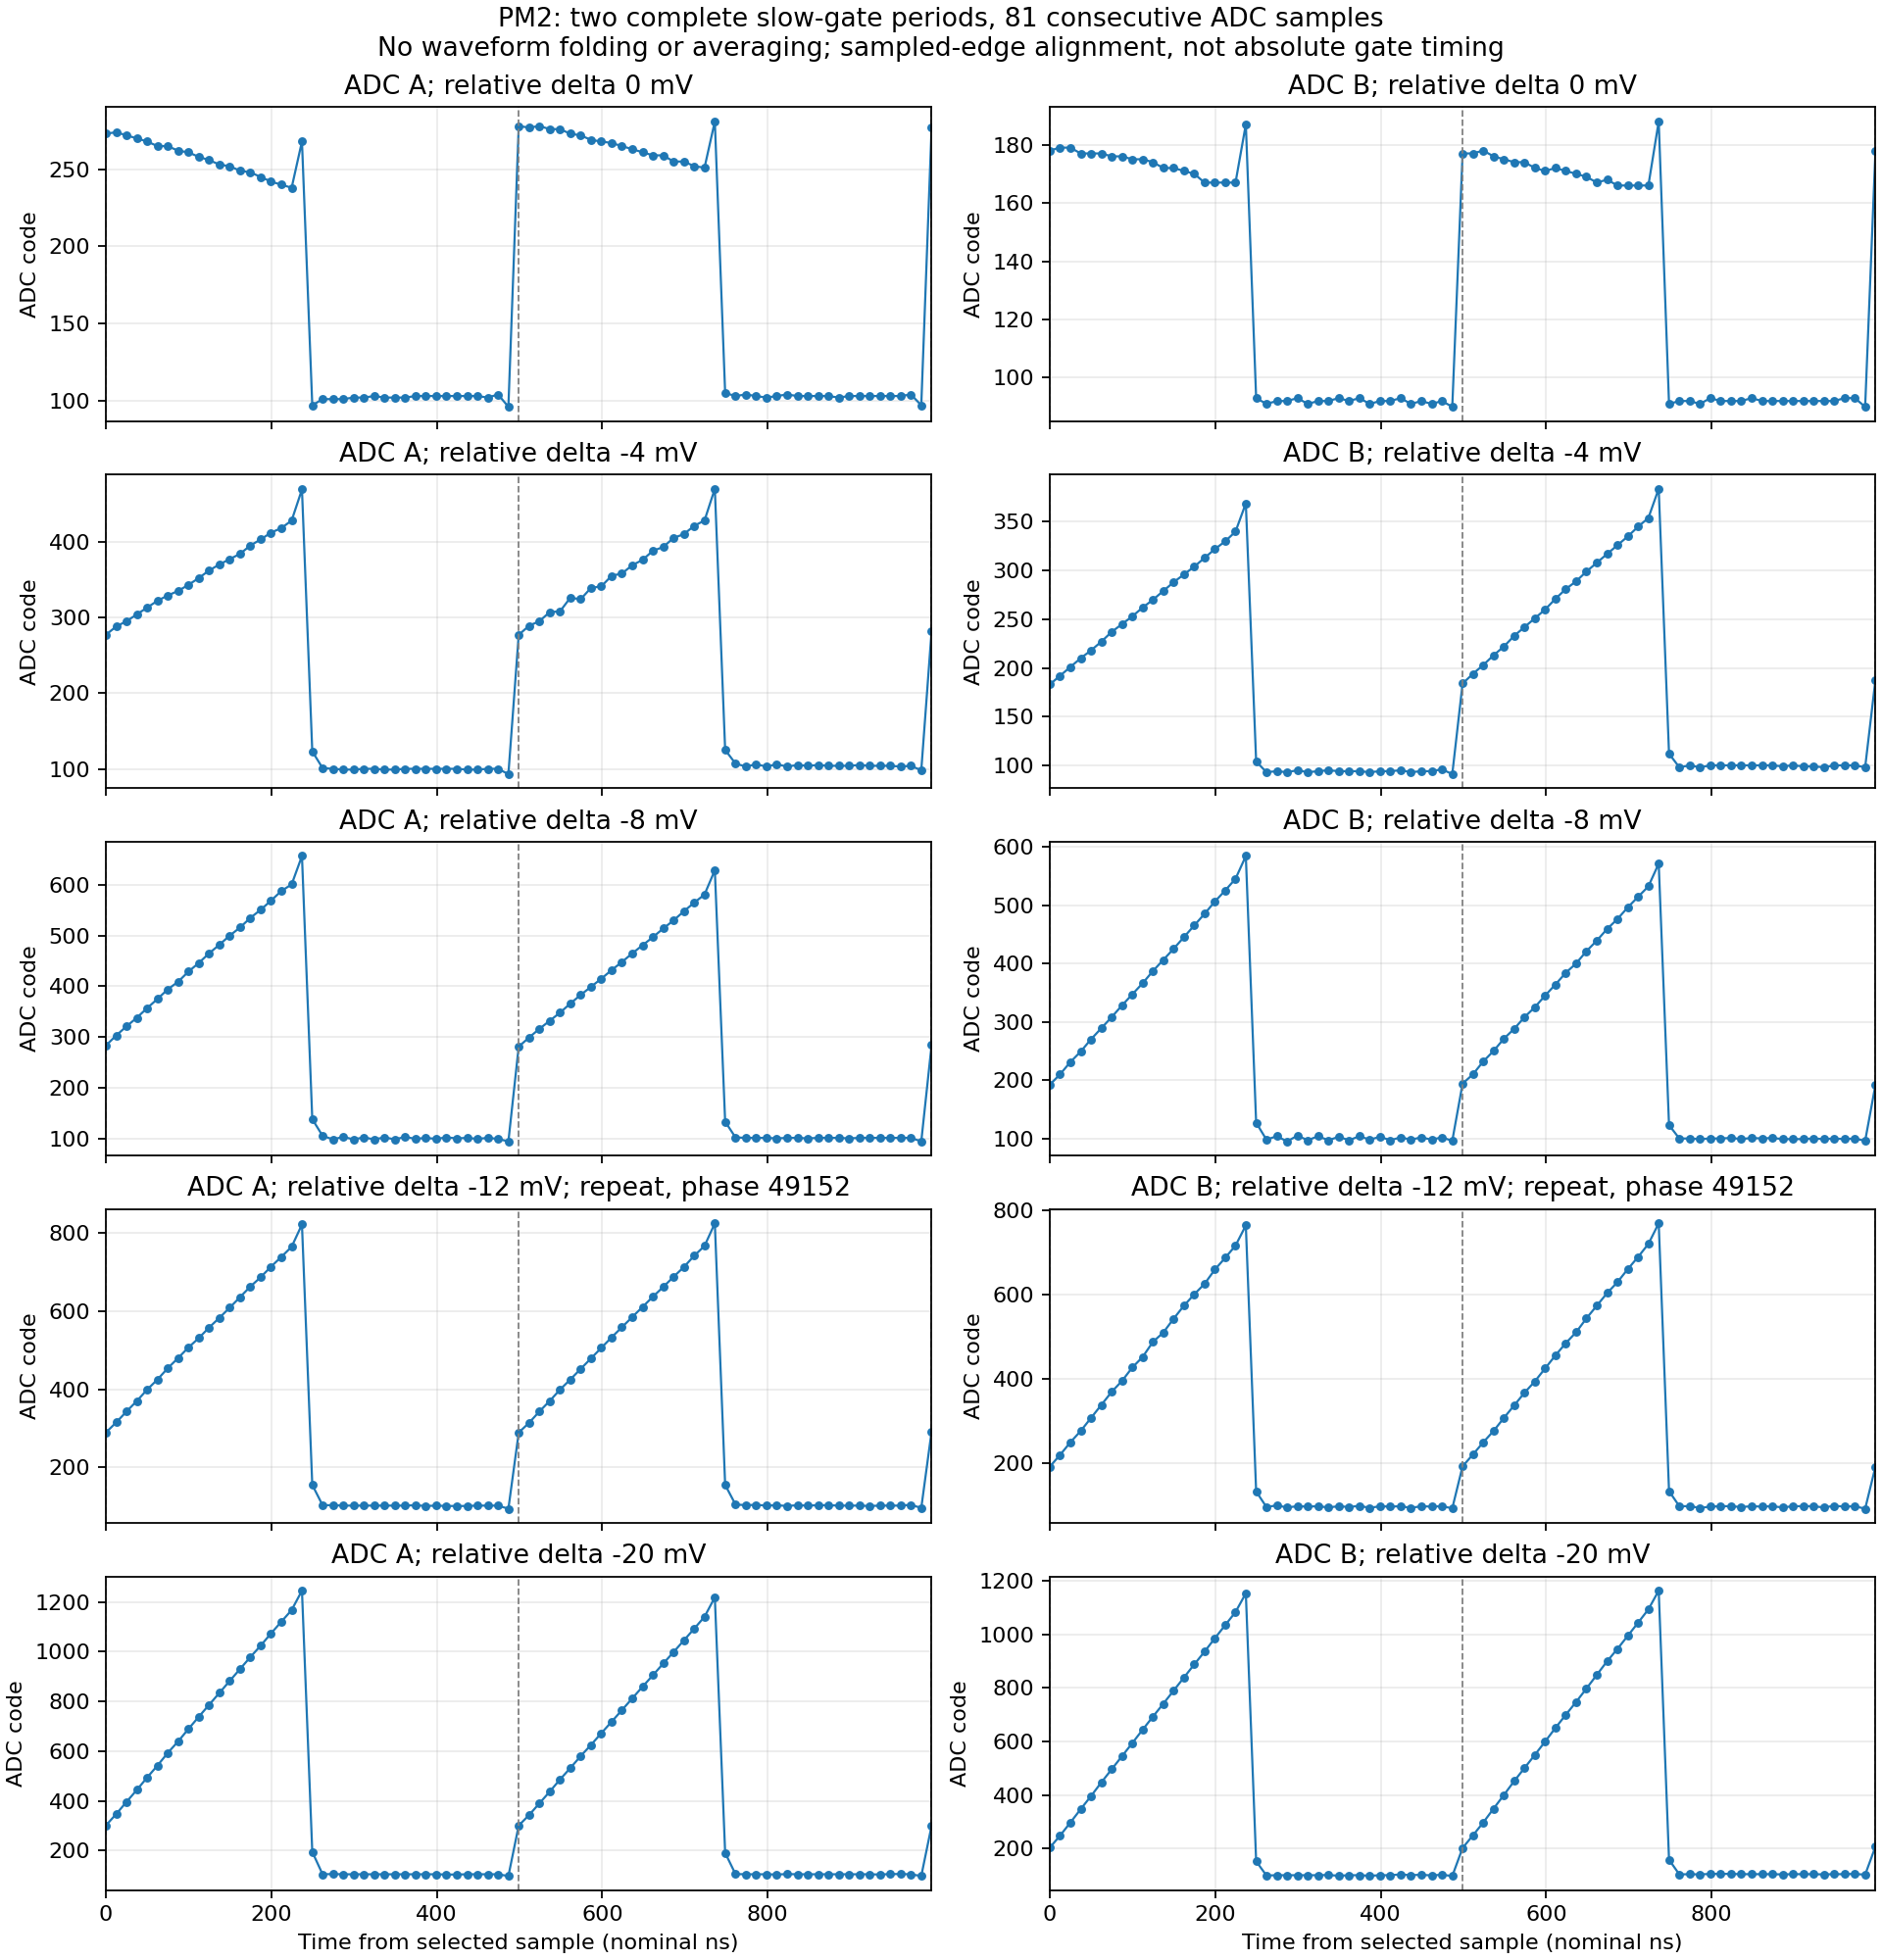 PM2: two complete slow-gate periods, 81 consecutive ADC samples
No waveform folding or averaging; sampled-edge alignment, not absolute gate timing
ADC A; relative delta 0 mV
ADC code
250
200
150
100
ADC B; relative delta 0 mV
ADC code
180
160
140
120
100
ADC A; relative delta -4 mV
ADC code
400
300
200
100
ADC B; relative delta -4 mV
ADC code
350
300
250
200
150
100
ADC A; relative delta -8 mV
ADC code
600
500
400
300
200
100
ADC B; relative delta -8 mV
ADC code
600
500
400
300
200
100
ADC A; relative delta -12 mV; repeat, phase 49152
ADC code
800
600
400
200
ADC B; relative delta -12 mV; repeat, phase 49152
ADC code
800
600
400
200
ADC A; relative delta -20 mV
ADC code
1200
1000
800
600
400
200
0 200 400 600 800
Time from selected sample (nominal ns)
ADC B; relative delta -20 mV
ADC code
1200
1000
800
600
400
200
0 200 400 600 800
Time from selected sample (nominal ns)